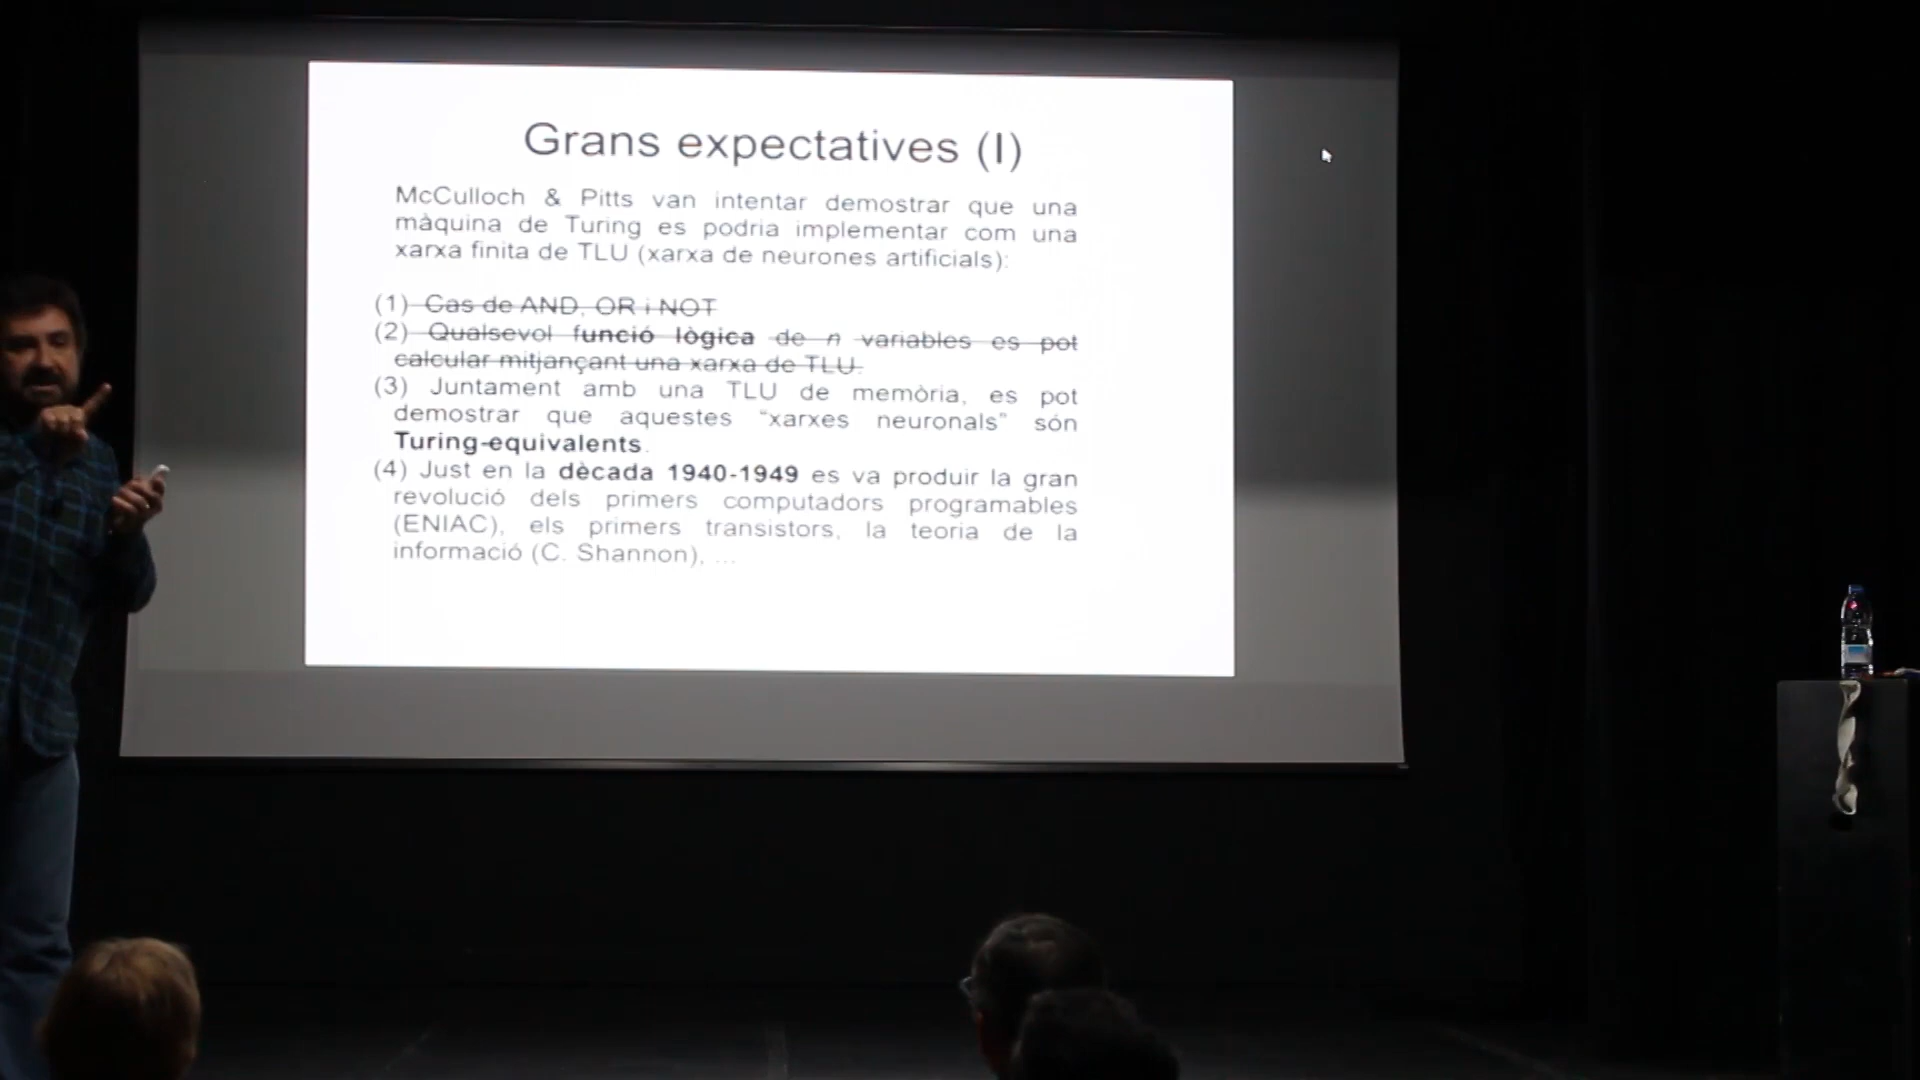 Grans expectatives (I)
McCulloch & Pitts van intentar demostrar que una
màquina de Turing es podria implementar com una
xarxa finita de TLU (xarxa de neurones artificials):
(1) Cas de AND, OR i NOT
(2) Qualsevol funció lògica de n variables es pot
calcular mitjançant una xarxa de TLU.
(3) Juntament amb una TLU de memòria, es pot
demostrar que aquestes “xarxes neuronals” són
Turing-equivalents.
(4) Just en la dècada 1940-1949 es va produir la gran
revolució dels primers computadors programables
(ENIAC), els primers transistors, la teoria de la
informació (C. Shannon), ...